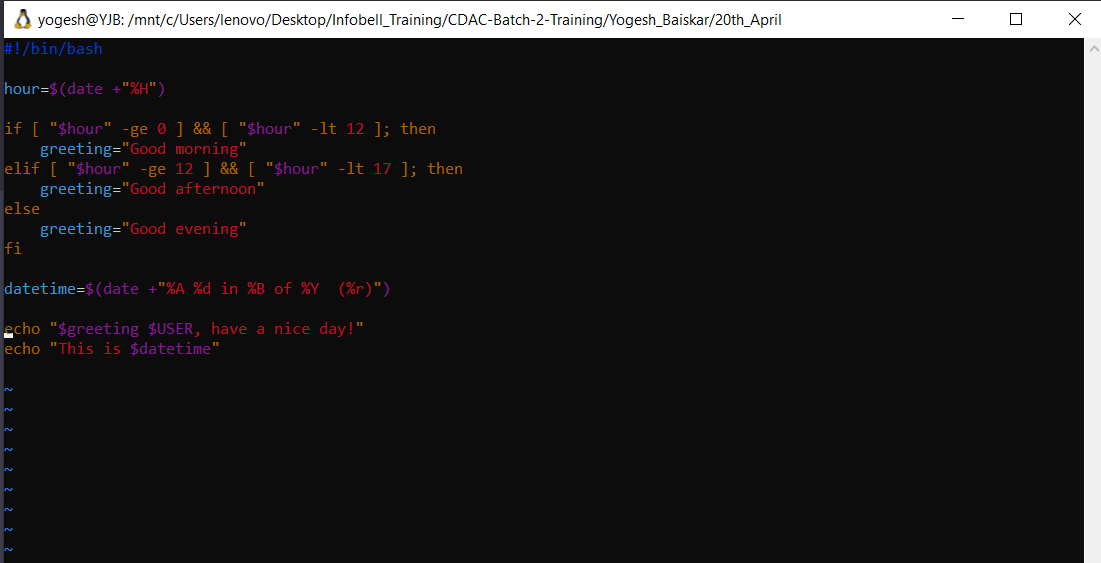 yogesh@YJB: /mnt/c/Users/lenovo/Desktop/Infobell_Training/CDAC-Batch-2-Training/Yogesh_Baiskar/20th_April
#!/bin/bash

hour=$(date +"%H")

if [ "$hour" -ge 0 ] && [ "$hour" -lt 12 ]; then
    greeting="Good morning"
elif [ "$hour" -ge 12 ] && [ "$hour" -lt 17 ]; then
    greeting="Good afternoon"
else
    greeting="Good evening"
fi

datetime=$(date +"%A %d in %B of %Y  (%r)")

echo "$greeting $USER, have a nice day!"
echo "This is $datetime"

~
~
~
~
~
~
~
~
~